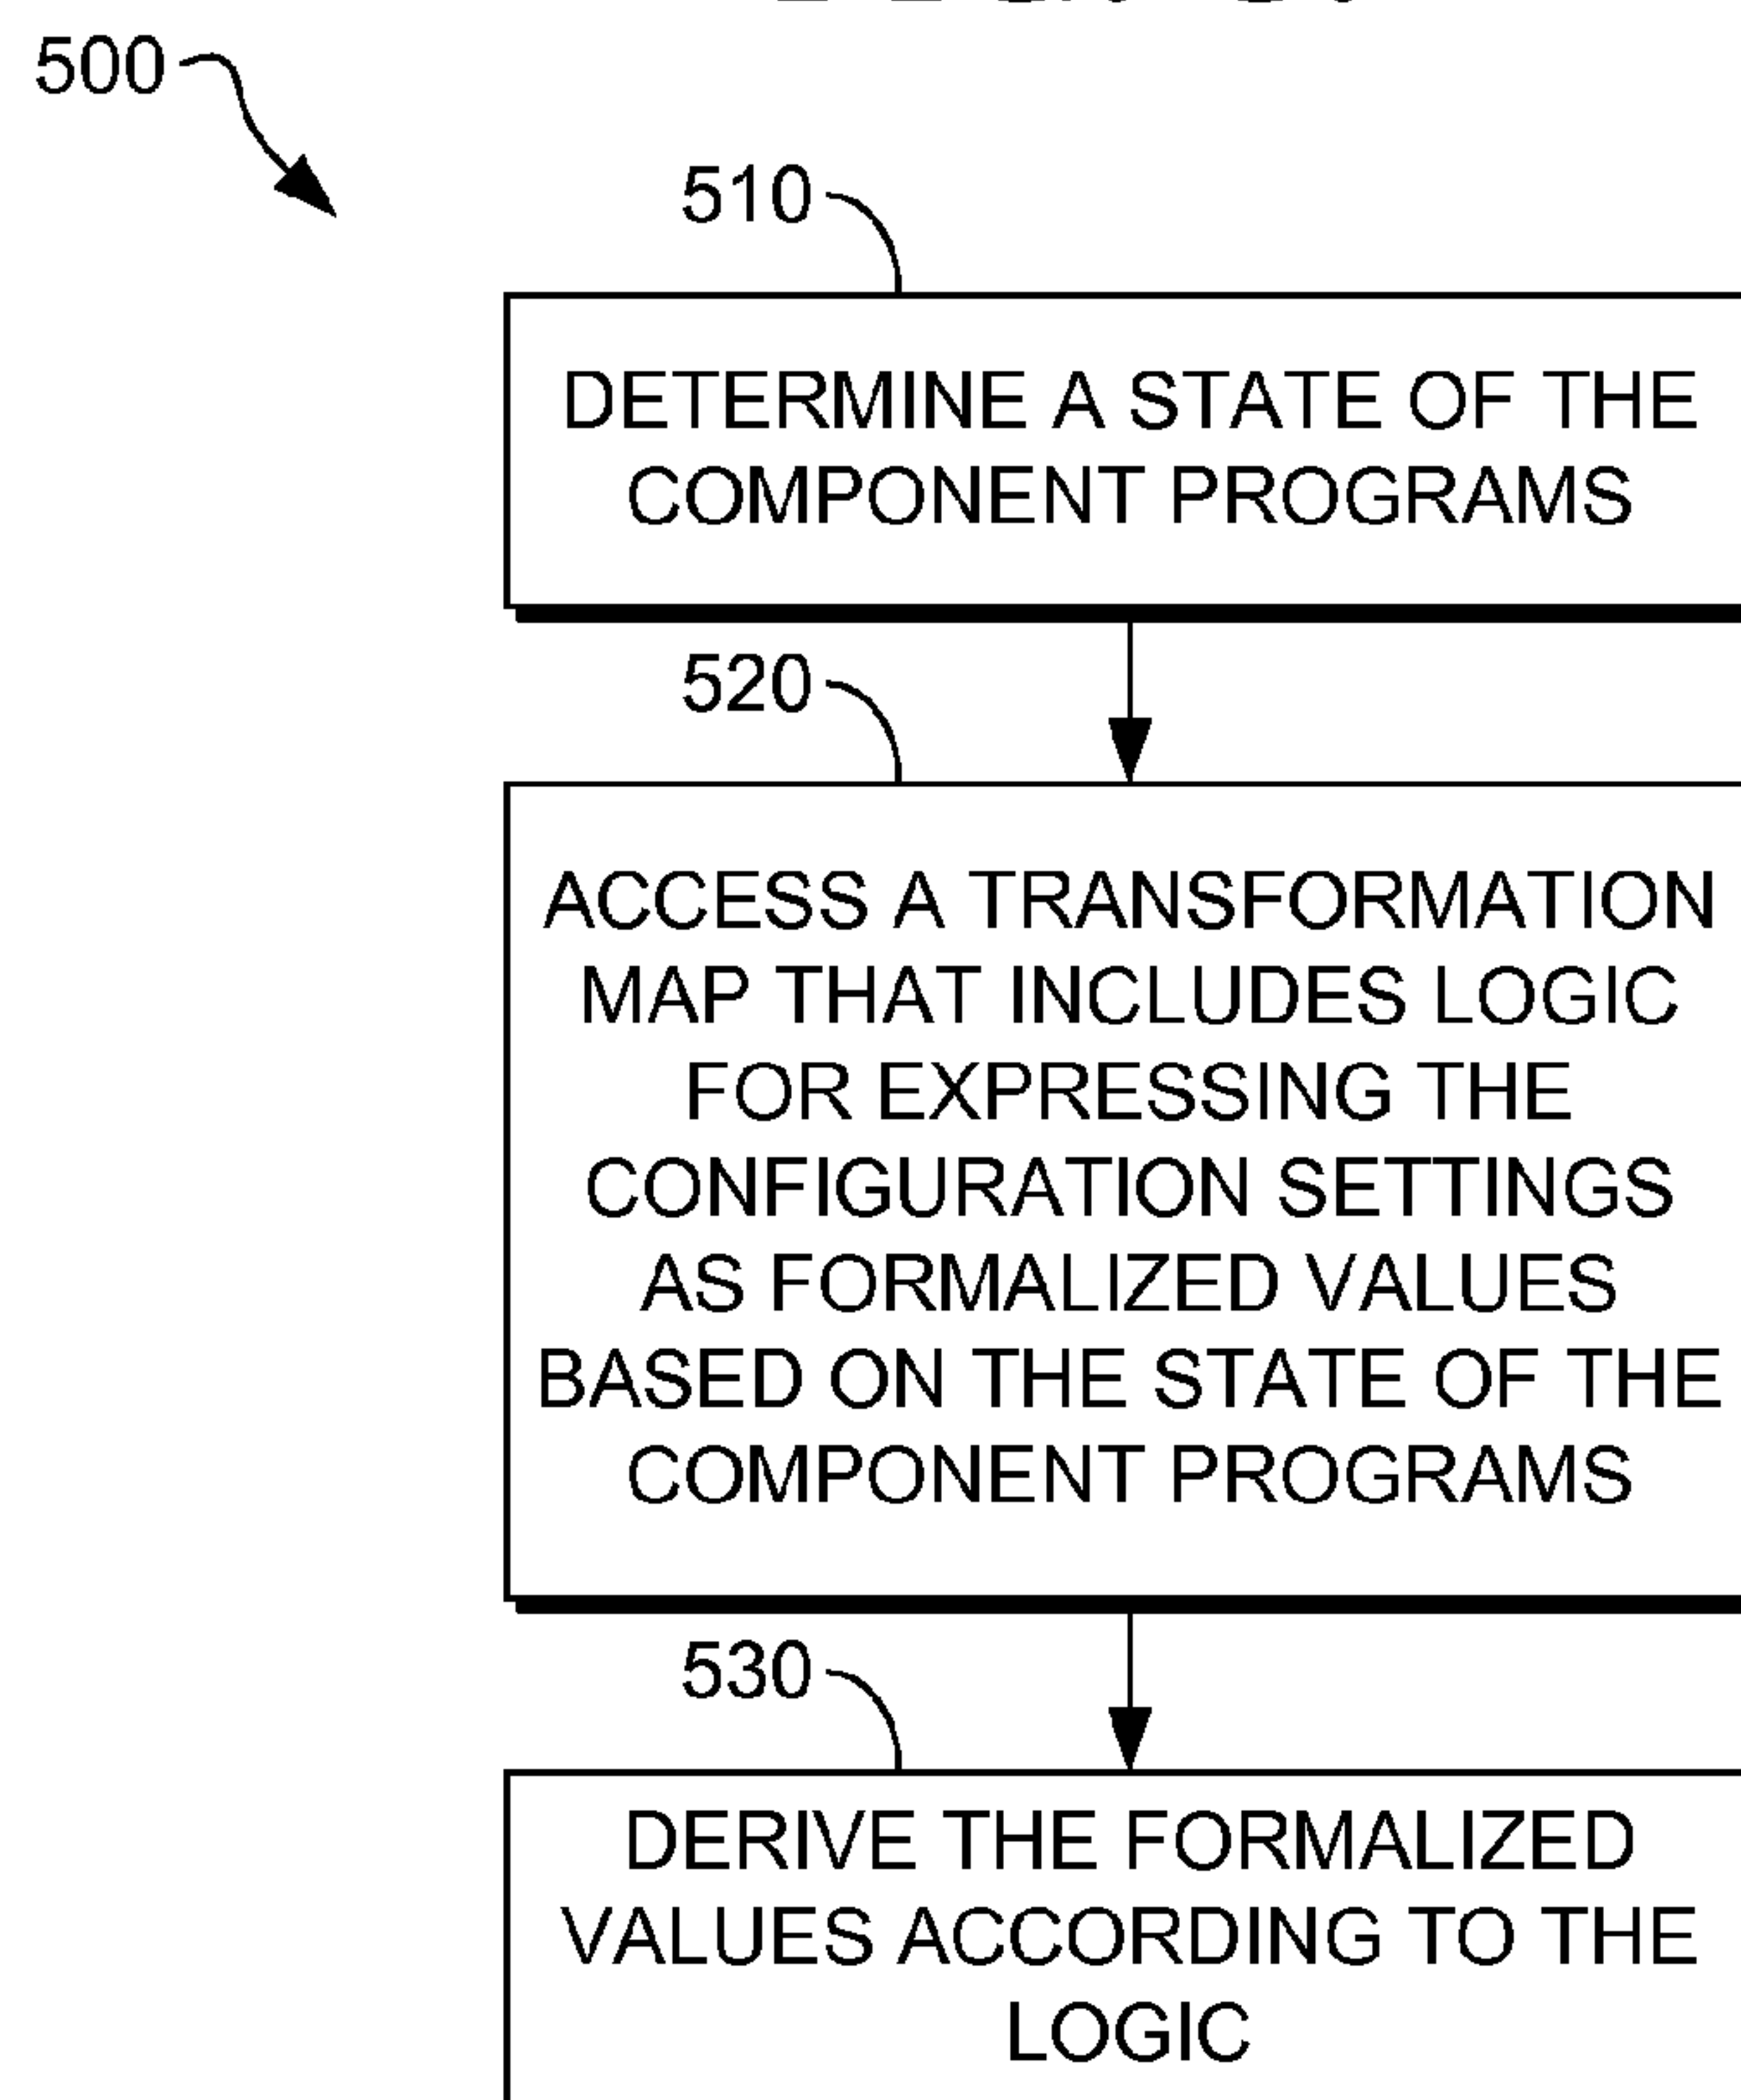 500
510
DETERMINE A STATE OF THE
COMPONENT PROGRAMS
520
ACCESS A TRANSFORMATION
MAP THAT INCLUDES LOGIC
FOR EXPRESSING THE
CONFIGURATION SETTINGS
AS FORMALIZED VALUES
BASED ON THE STATE OF THE
COMPONENT PROGRAMS
530
DERIVE THE FORMALIZED
VALUES ACCORDING TO THE
LOGIC